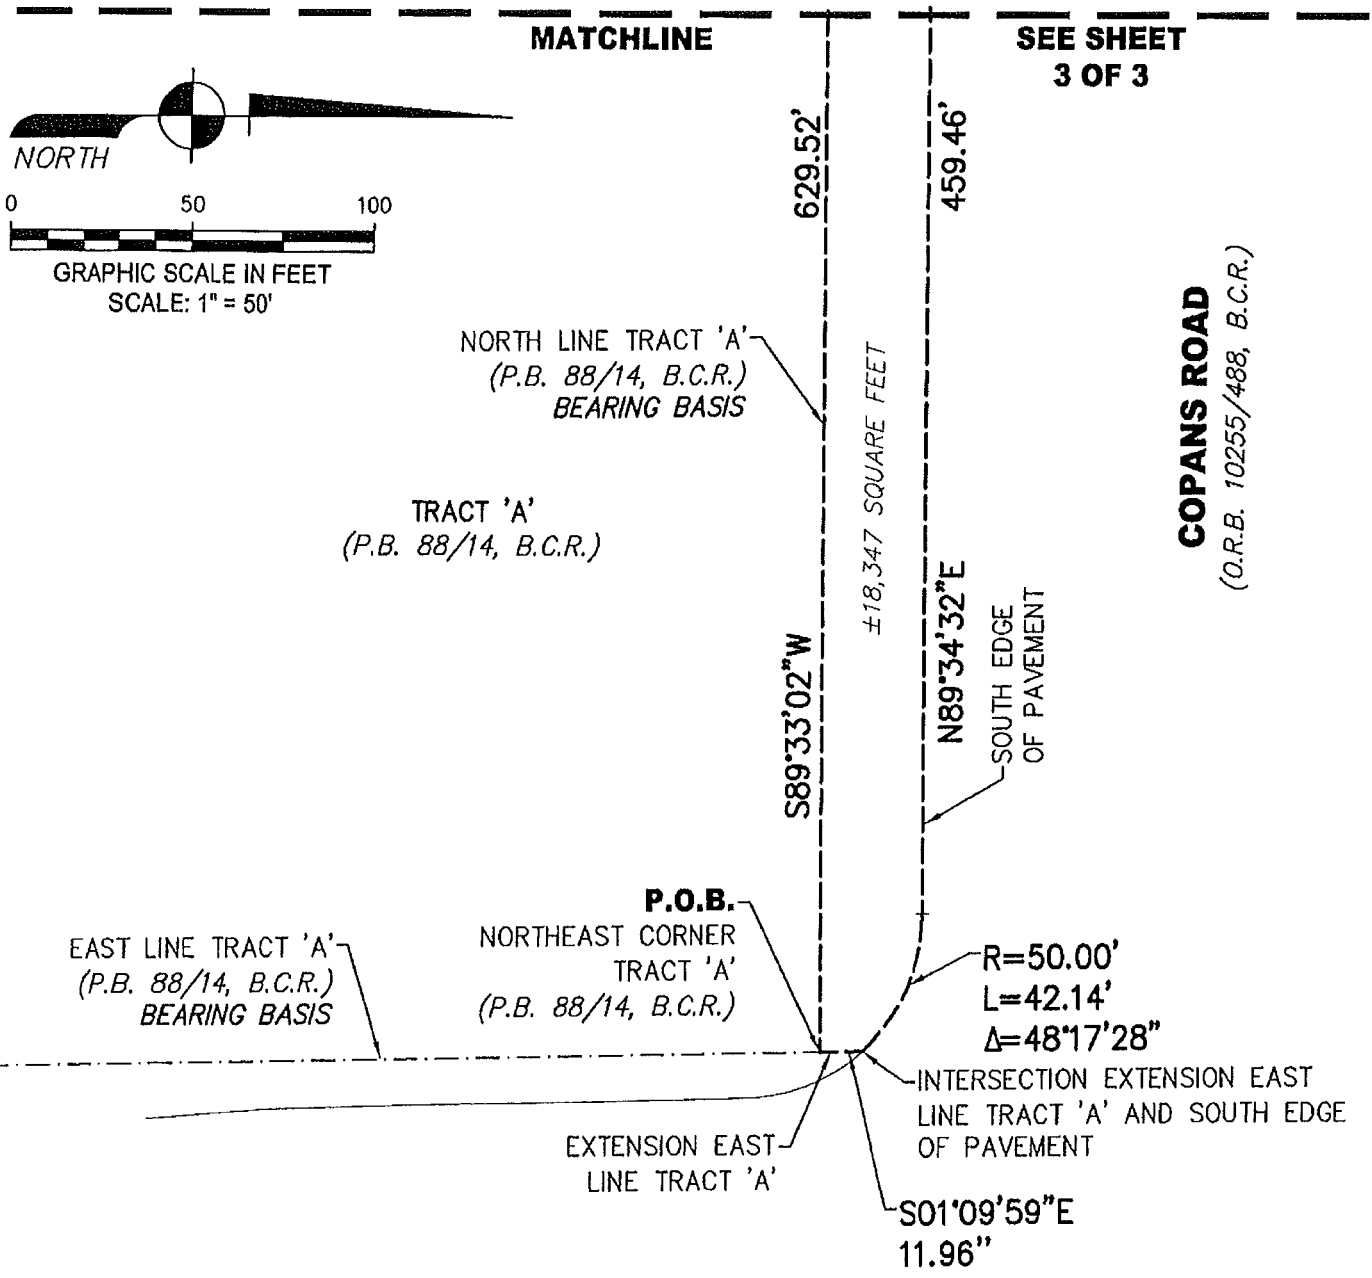 MATCHLINE
SEE SHEET
3 OF 3
NORTH
0 50 100
GRAPHIC SCALE IN FEET
SCALE: 1" = 50'
629.52'
459.46'
NORTH LINE TRACT 'A'
(P.B. 88/14, B.C.R.)
BEARING BASIS
±18,347 SQUARE FEET
COPANS ROAD
(O.R.B. 10255/488, B.C.R.)
TRACT 'A'
(P.B. 88/14, B.C.R.)
S89°33'02"W
N89°34'32"E
SOUTH EDGE
OF PAVEMENT
P.O.B.
NORTHEAST CORNER
TRACT 'A'
(P.B. 88/14, B.C.R.)
EAST LINE TRACT 'A'
(P.B. 88/14, B.C.R.)
BEARING BASIS
R=50.00'
L=42.14'
Δ=48°17'28"
INTERSECTION EXTENSION EAST
LINE TRACT 'A' AND SOUTH EDGE
OF PAVEMENT
EXTENSION EAST
LINE TRACT 'A'
S01°09'59"E
11.96"